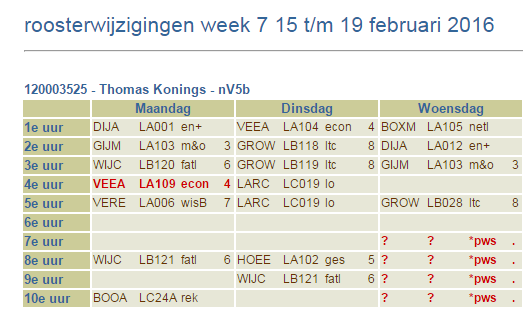 roosterwijzigingen week 7 15 t/m 19 februari 2016
120003525 - Thomas Konings - nV5b
Maandag Dinsdag Woensdag
1e uur DIJA LA001 en+ VEEA LA104 econ 4 BOXM LA105 netl
2e uur GIJM LA103 m&o 3 GROW LB118 ltc 8 DIJA LA012 en+
3e uur WIJC LB120 fatl 6 GROW LB119 ltc 8 GIJM LA103 m&o 3
4e uur VEEA LA109 econ 4 LARC LC019 lo
5e uur VERE LA006 wisB 7 LARC LC019 lo GROW LB028 ltc 8
6e uur
7e uur ? ? *pws .
8e uur WIJC LB121 fatl 6 HOEE LA102 ges 5 ? ? *pws .
9e uur WIJC LB121 fatl 6 ? ? *pws .
10e uur BOOA LC24A rek ? ? *pws .